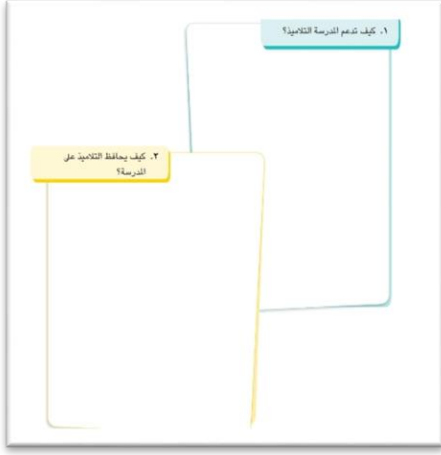 ١. كيف تدعم المدرسة التلاميذ؟
٢. كيف يحافظ التلاميذ على
المدرسة؟